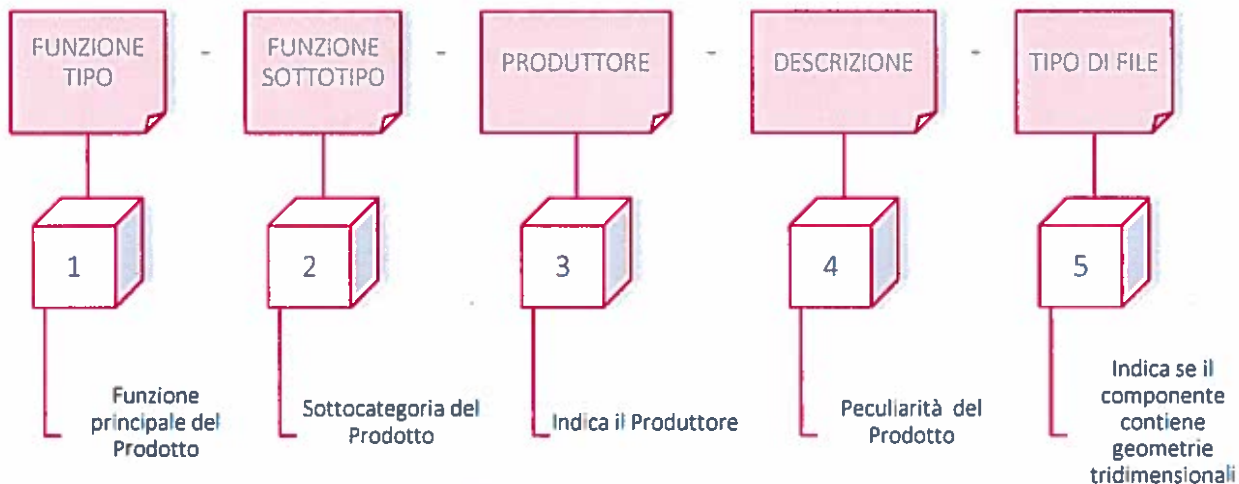 FUNZIONE
TIPO
-
FUNZIONE
SOTTOTIPO
-
PRODUTTORE
-
DESCRIZIONE
-
TIPO DI FILE
1
2
3
4
5
Funzione
principale del
Prodotto
Sottocategoria del
Prodotto
Indica il Produttore
Peculiarità del
Prodotto
Indica se il
componente
contiene
geometrie
tridimensionali